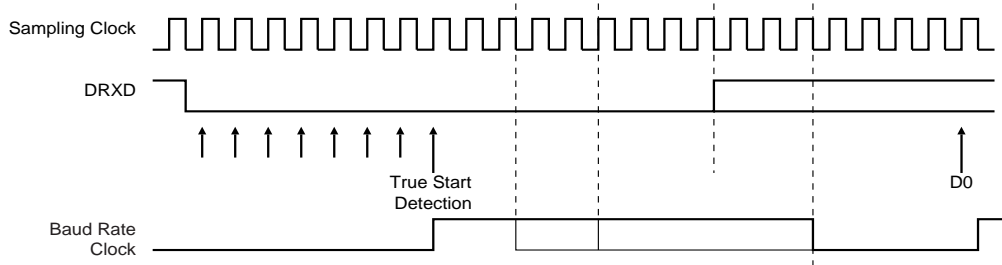 Sampling Clock
DRXD
True Start
Detection
D0
Baud Rate
Clock